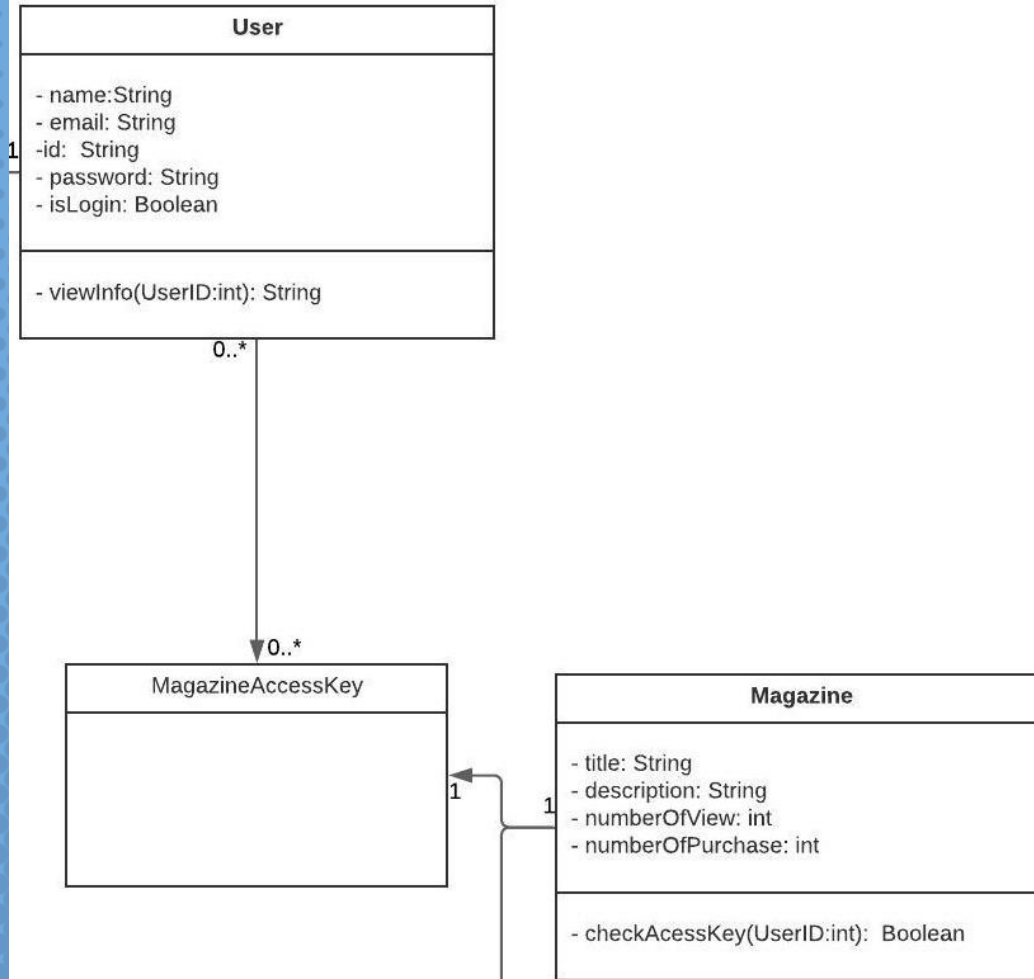 User
- name:String
- email: String
-id:  String
- password: String
- isLogin: Boolean
1
- viewInfo(UserID:int): String
0..*
0..*
MagazineAccessKey
1
Magazine
- title: String
- description: String
- numberOfView: int
- numberOfPurchase: int
1
- checkAcessKey(UserID:int):  Boolean